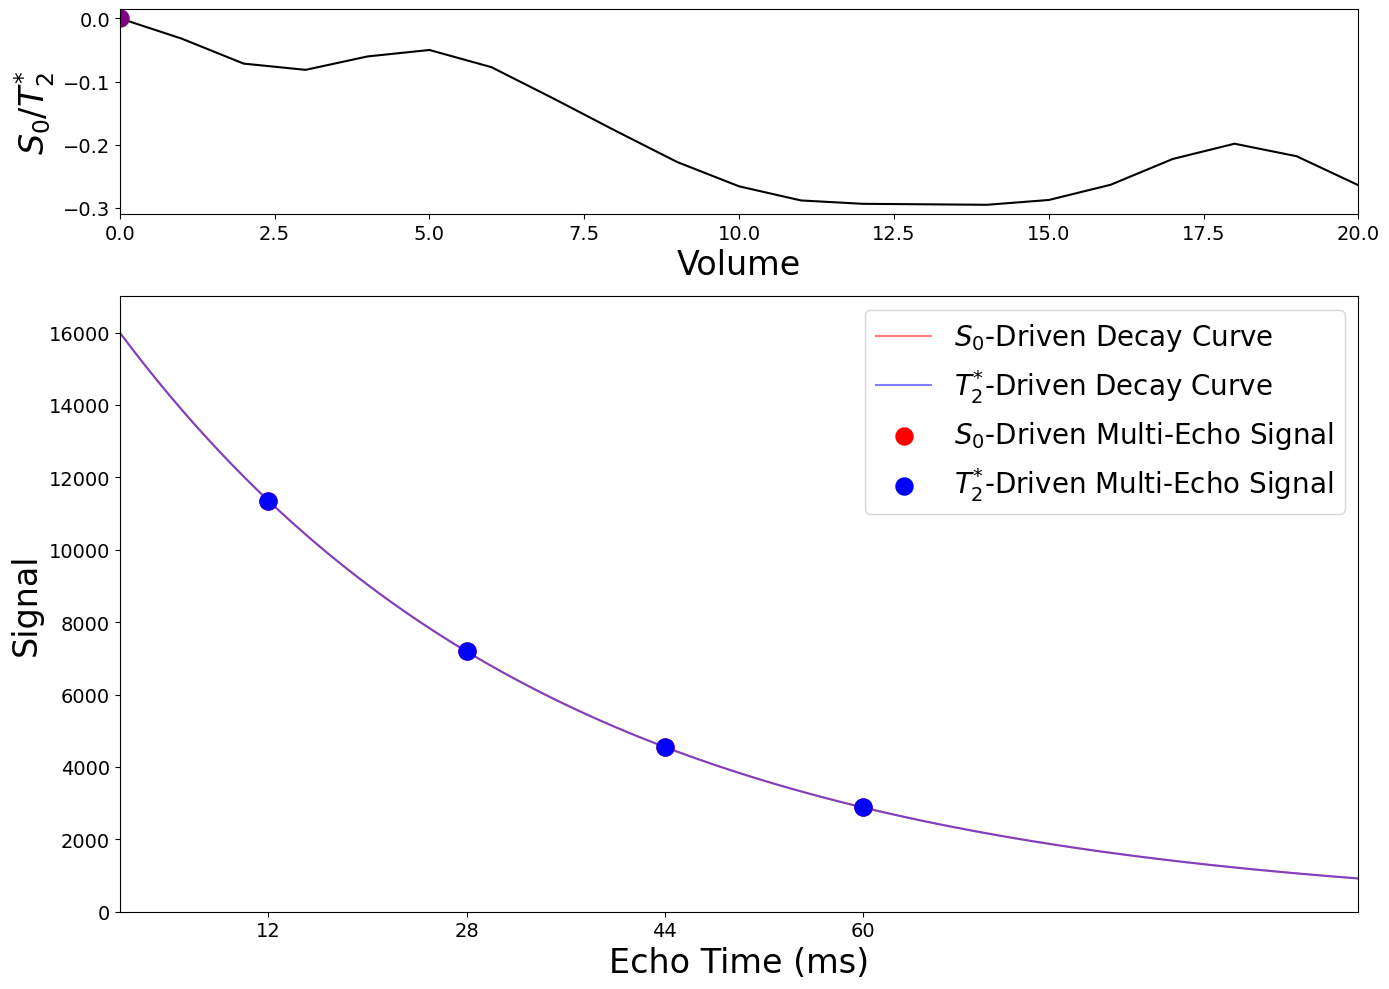 0.0
−0.1
−0.2
−0.3
S₀/T₂*
0.0 2.5 5.0 7.5 10.0 12.5 15.0 17.5 20.0
Volume
16000
14000
12000
10000
8000
6000
4000
2000
0
Signal
S₀-Driven Decay Curve
T₂*-Driven Decay Curve
S₀-Driven Multi-Echo Signal
T₂*-Driven Multi-Echo Signal
12 28 44 60
Echo Time (ms)